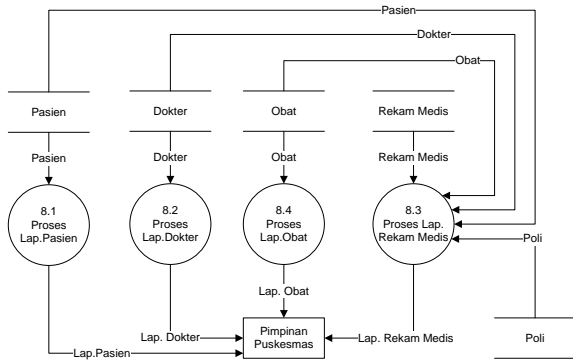 Pasien
Dokter
Obat
Pasien
Dokter
Obat
Rekam Medis
Pasien
Dokter
Obat
Rekam Medis
8.1
Proses
Lap.Pasien
8.2
Proses
Lap.Dokter
8.4
Proses
Lap.Obat
8.3
Proses Lap.
Rekam Medis
Poli
Lap. Obat
Lap. Dokter
Pimpinan
Puskesmas
Lap. Rekam Medis
Poli
Lap.Pasien